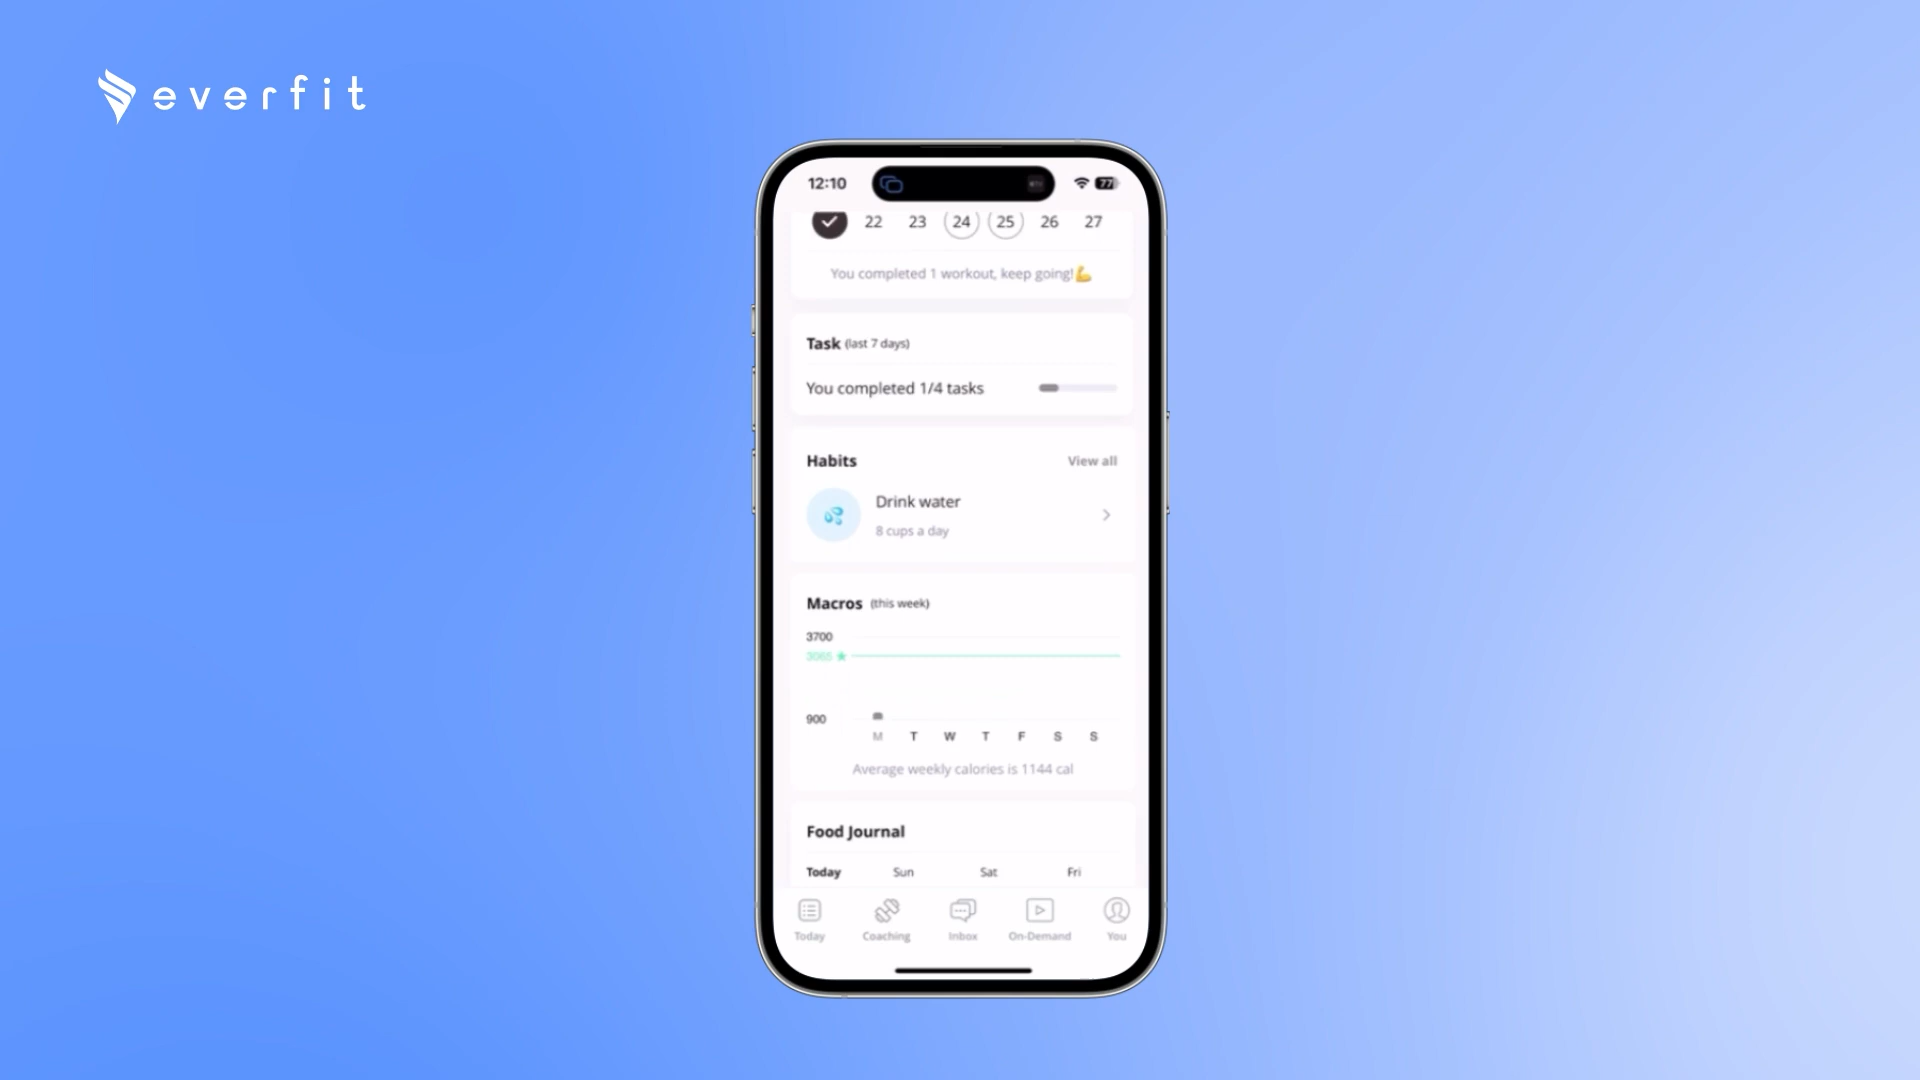 everfit
12:10
77
22 23 24 25 26 27
You completed 1 workout, keep going!💪
Task (last 7 days)
You completed 1/4 tasks
Habits View all
Drink water
8 cups a day
Macros (this week)
3700
3065 ★
900
M T W T F S S
Average weekly calories is 1144 cal
Food Journal
Today Sun Sat Fri
Today Coaching Inbox On-Demand You